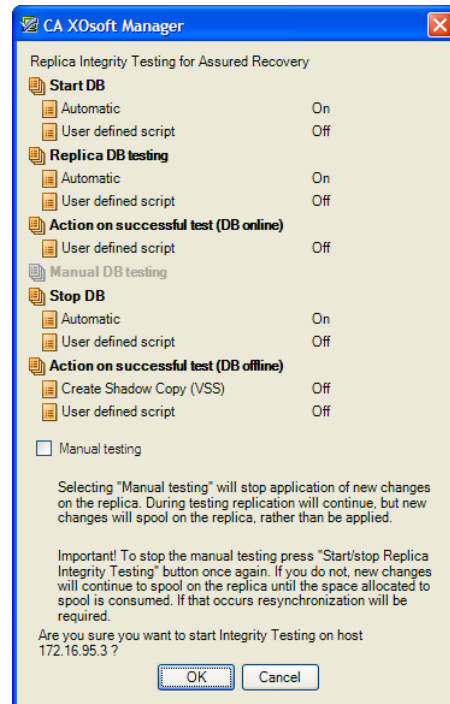 CA XOsoft Manager
Replica Integrity Testing for Assured Recovery
Start DB
Automatic On
User defined script Off
Replica DB testing
Automatic On
User defined script Off
Action on successful test (DB online)
User defined script Off
Manual DB testing
Stop DB
Automatic On
User defined script Off
Action on successful test (DB offline)
Create Shadow Copy (VSS) Off
User defined script Off
Manual testing
Selecting "Manual testing" will stop application of new changes
on the replica. During testing replication will continue, but new
changes will spool on the replica, rather than be applied.
Important! To stop the manual testing press "Start/stop Replica
Integrity Testing" button once again. If you do not, new changes
will continue to spool on the replica until the space allocated to
spool is consumed. If that occurs resynchronization will be
required.
Are you sure you want to start Integrity Testing on host
172.16.95.3 ?
OK Cancel